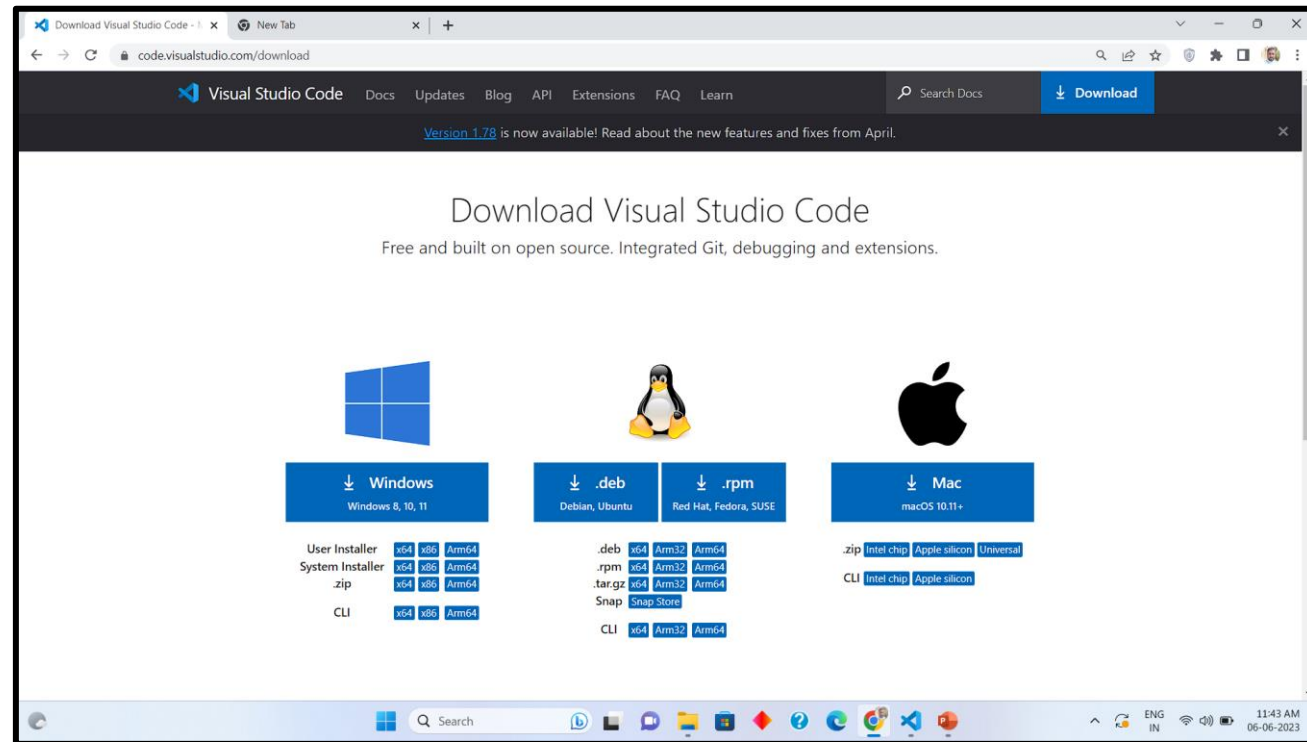 Download Visual Studio Code - 
New Tab
code.visualstudio.com/download
Visual Studio Code Docs Updates Blog API Extensions FAQ Learn Search Docs Download
Version 1.78 is now available! Read about the new features and fixes from April.
Download Visual Studio Code
Free and built on open source. Integrated Git, debugging and extensions.
Windows
Windows 8, 10, 11
User Installer x64 x86 Arm64
System Installer x64 x86 Arm64
.zip x64 x86 Arm64
CLI x64 x86 Arm64
.deb
Debian, Ubuntu
.rpm
Red Hat, Fedora, SUSE
.deb x64 Arm32 Arm64
.rpm x64 Arm32 Arm64
.tar.gz x64 Arm32 Arm64
Snap Snap Store
CLI x64 Arm32 Arm64
Mac
macOS 10.11+
.zip Intel chip Apple silicon Universal
CLI Intel chip Apple silicon
Search
ENG
IN
11:43 AM
06-06-2023